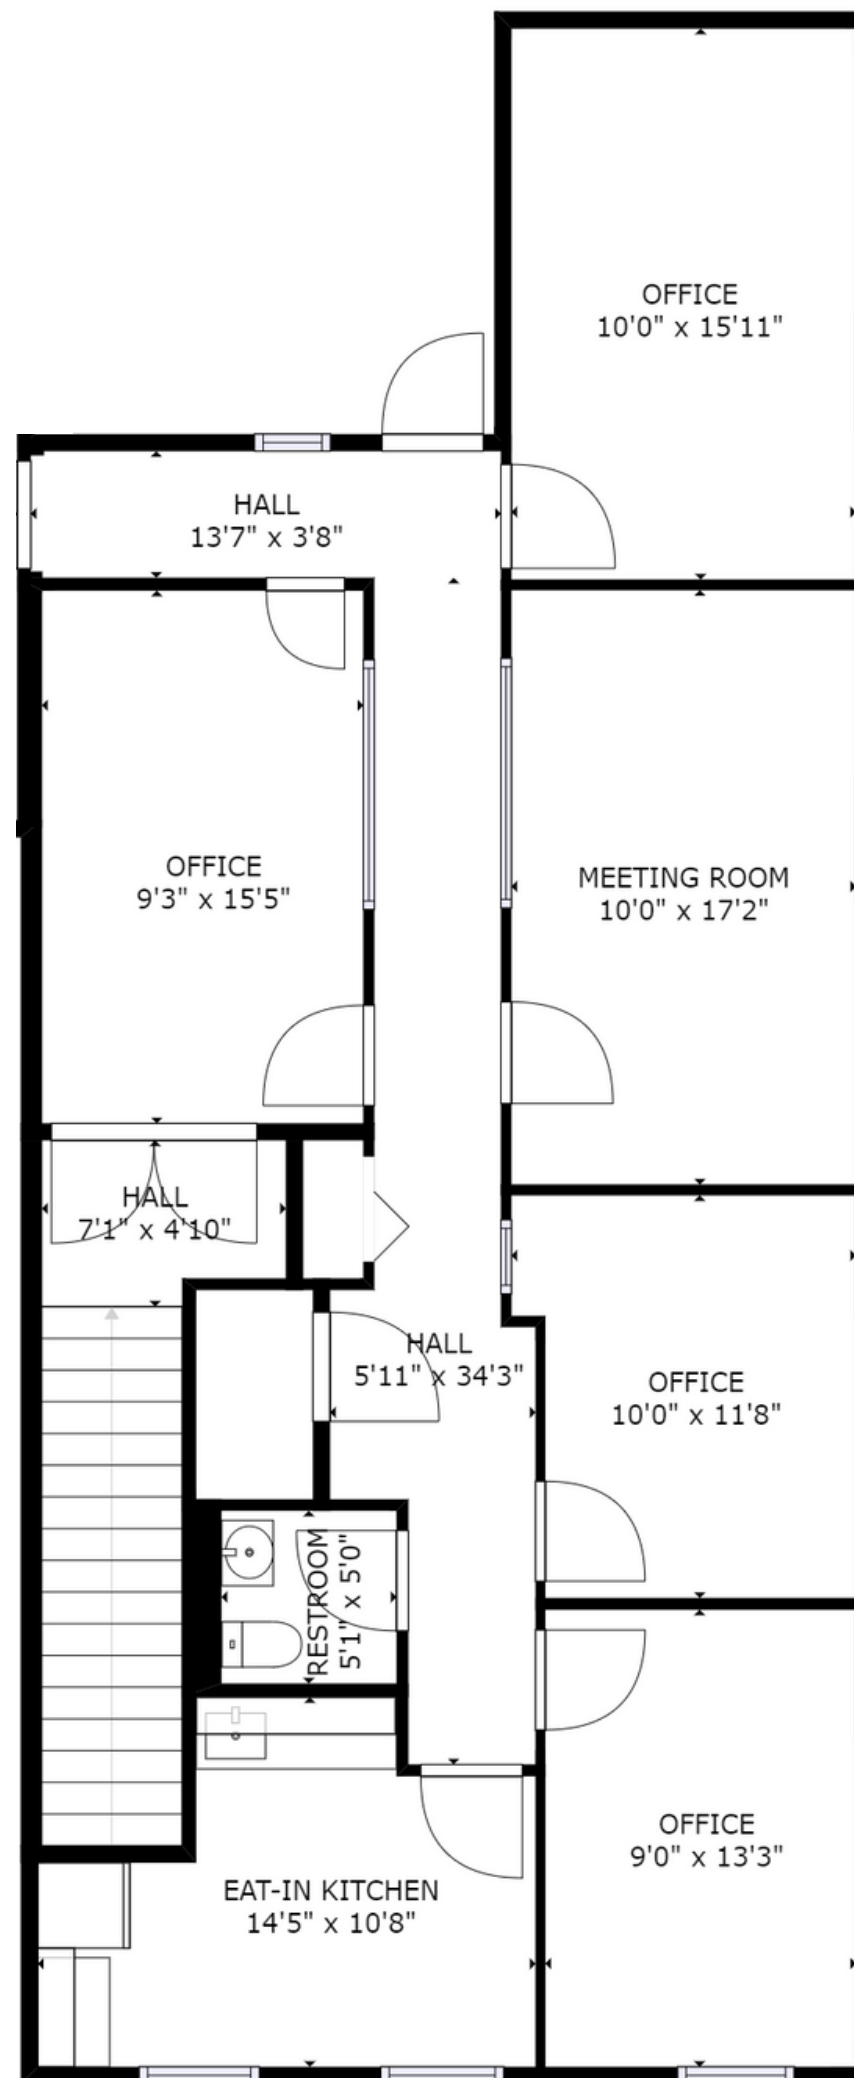 OFFICE
10'0" x 15'11"
HALL
13'7" x 3'8"
OFFICE
9'3" x 15'5"
MEETING ROOM
10'0" x 17'2"
HALL
7'1" x 4'10"
HALL
5'11" x 34'3"
OFFICE
10'0" x 11'8"
RESTROOM
5'1" x 5'0"
OFFICE
9'0" x 13'3"
EAT-IN KITCHEN
14'5" x 10'8"